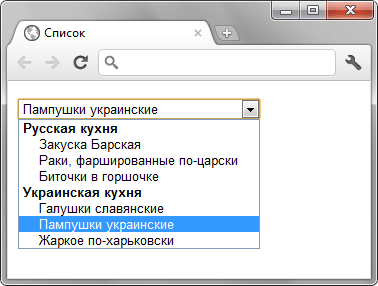 Список
Пампушки украинские
Русская кухня
Закуска Барская
Раки, фаршированные по-царски
Биточки в горшочке
Украинская кухня
Галушки славянские
Пампушки украинские
Жаркое по-харьковски